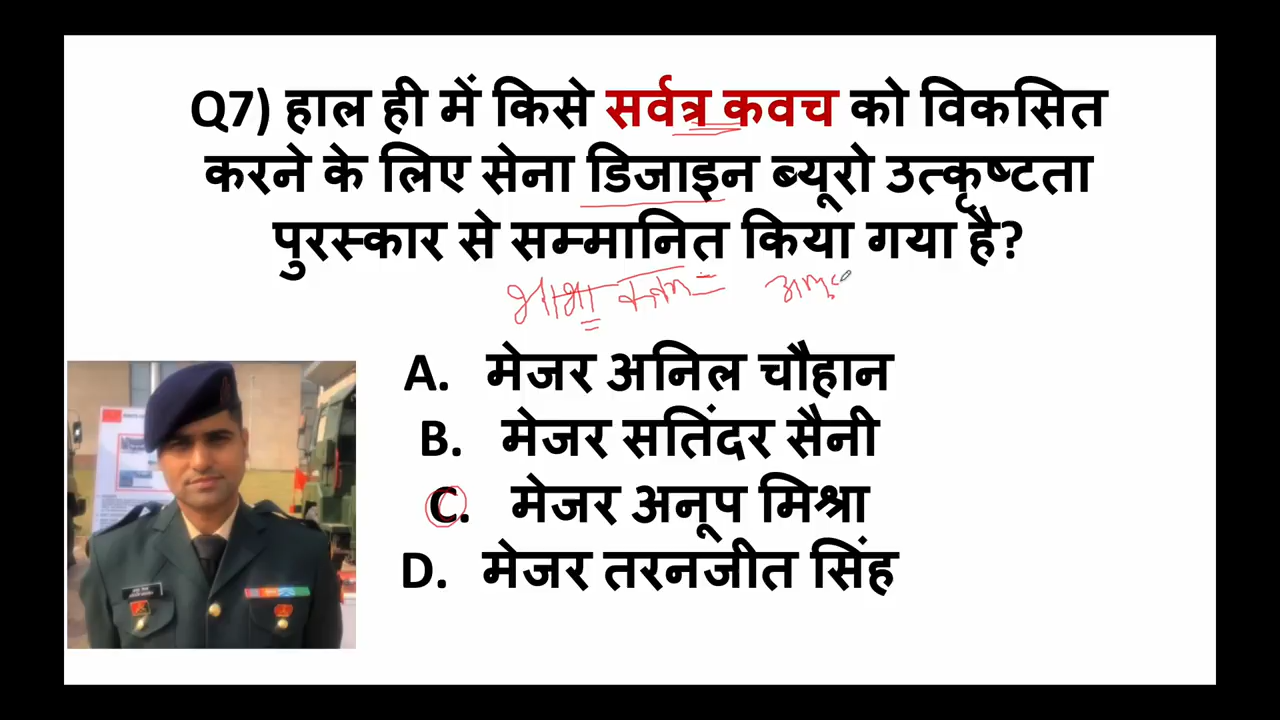 Q7) हाल ही में किसे सर्वत्र कवच को विकसित
करने के लिए सेना डिजाइन ब्यूरो उत्कृष्टता
पुरस्कार से सम्मानित किया गया है?
A. मेजर अनिल चौहान
B. मेजर सतिंदर सैनी
C. मेजर अनूप मिश्रा
D. मेजर तरनजीत सिंह